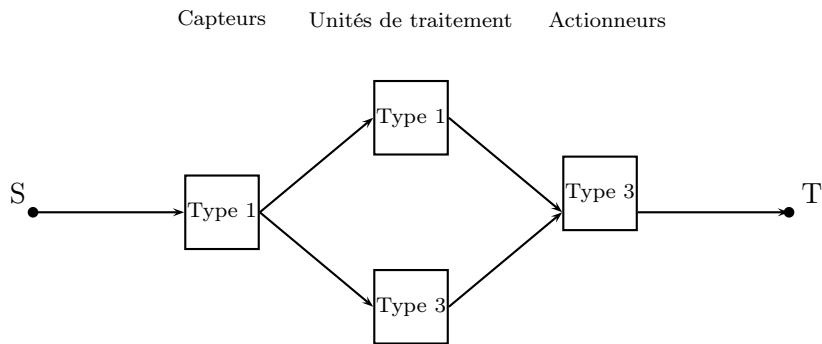 Capteurs Unités de traitement Actionneurs
Type 1
S Type 1 Type 3 T
Type 3